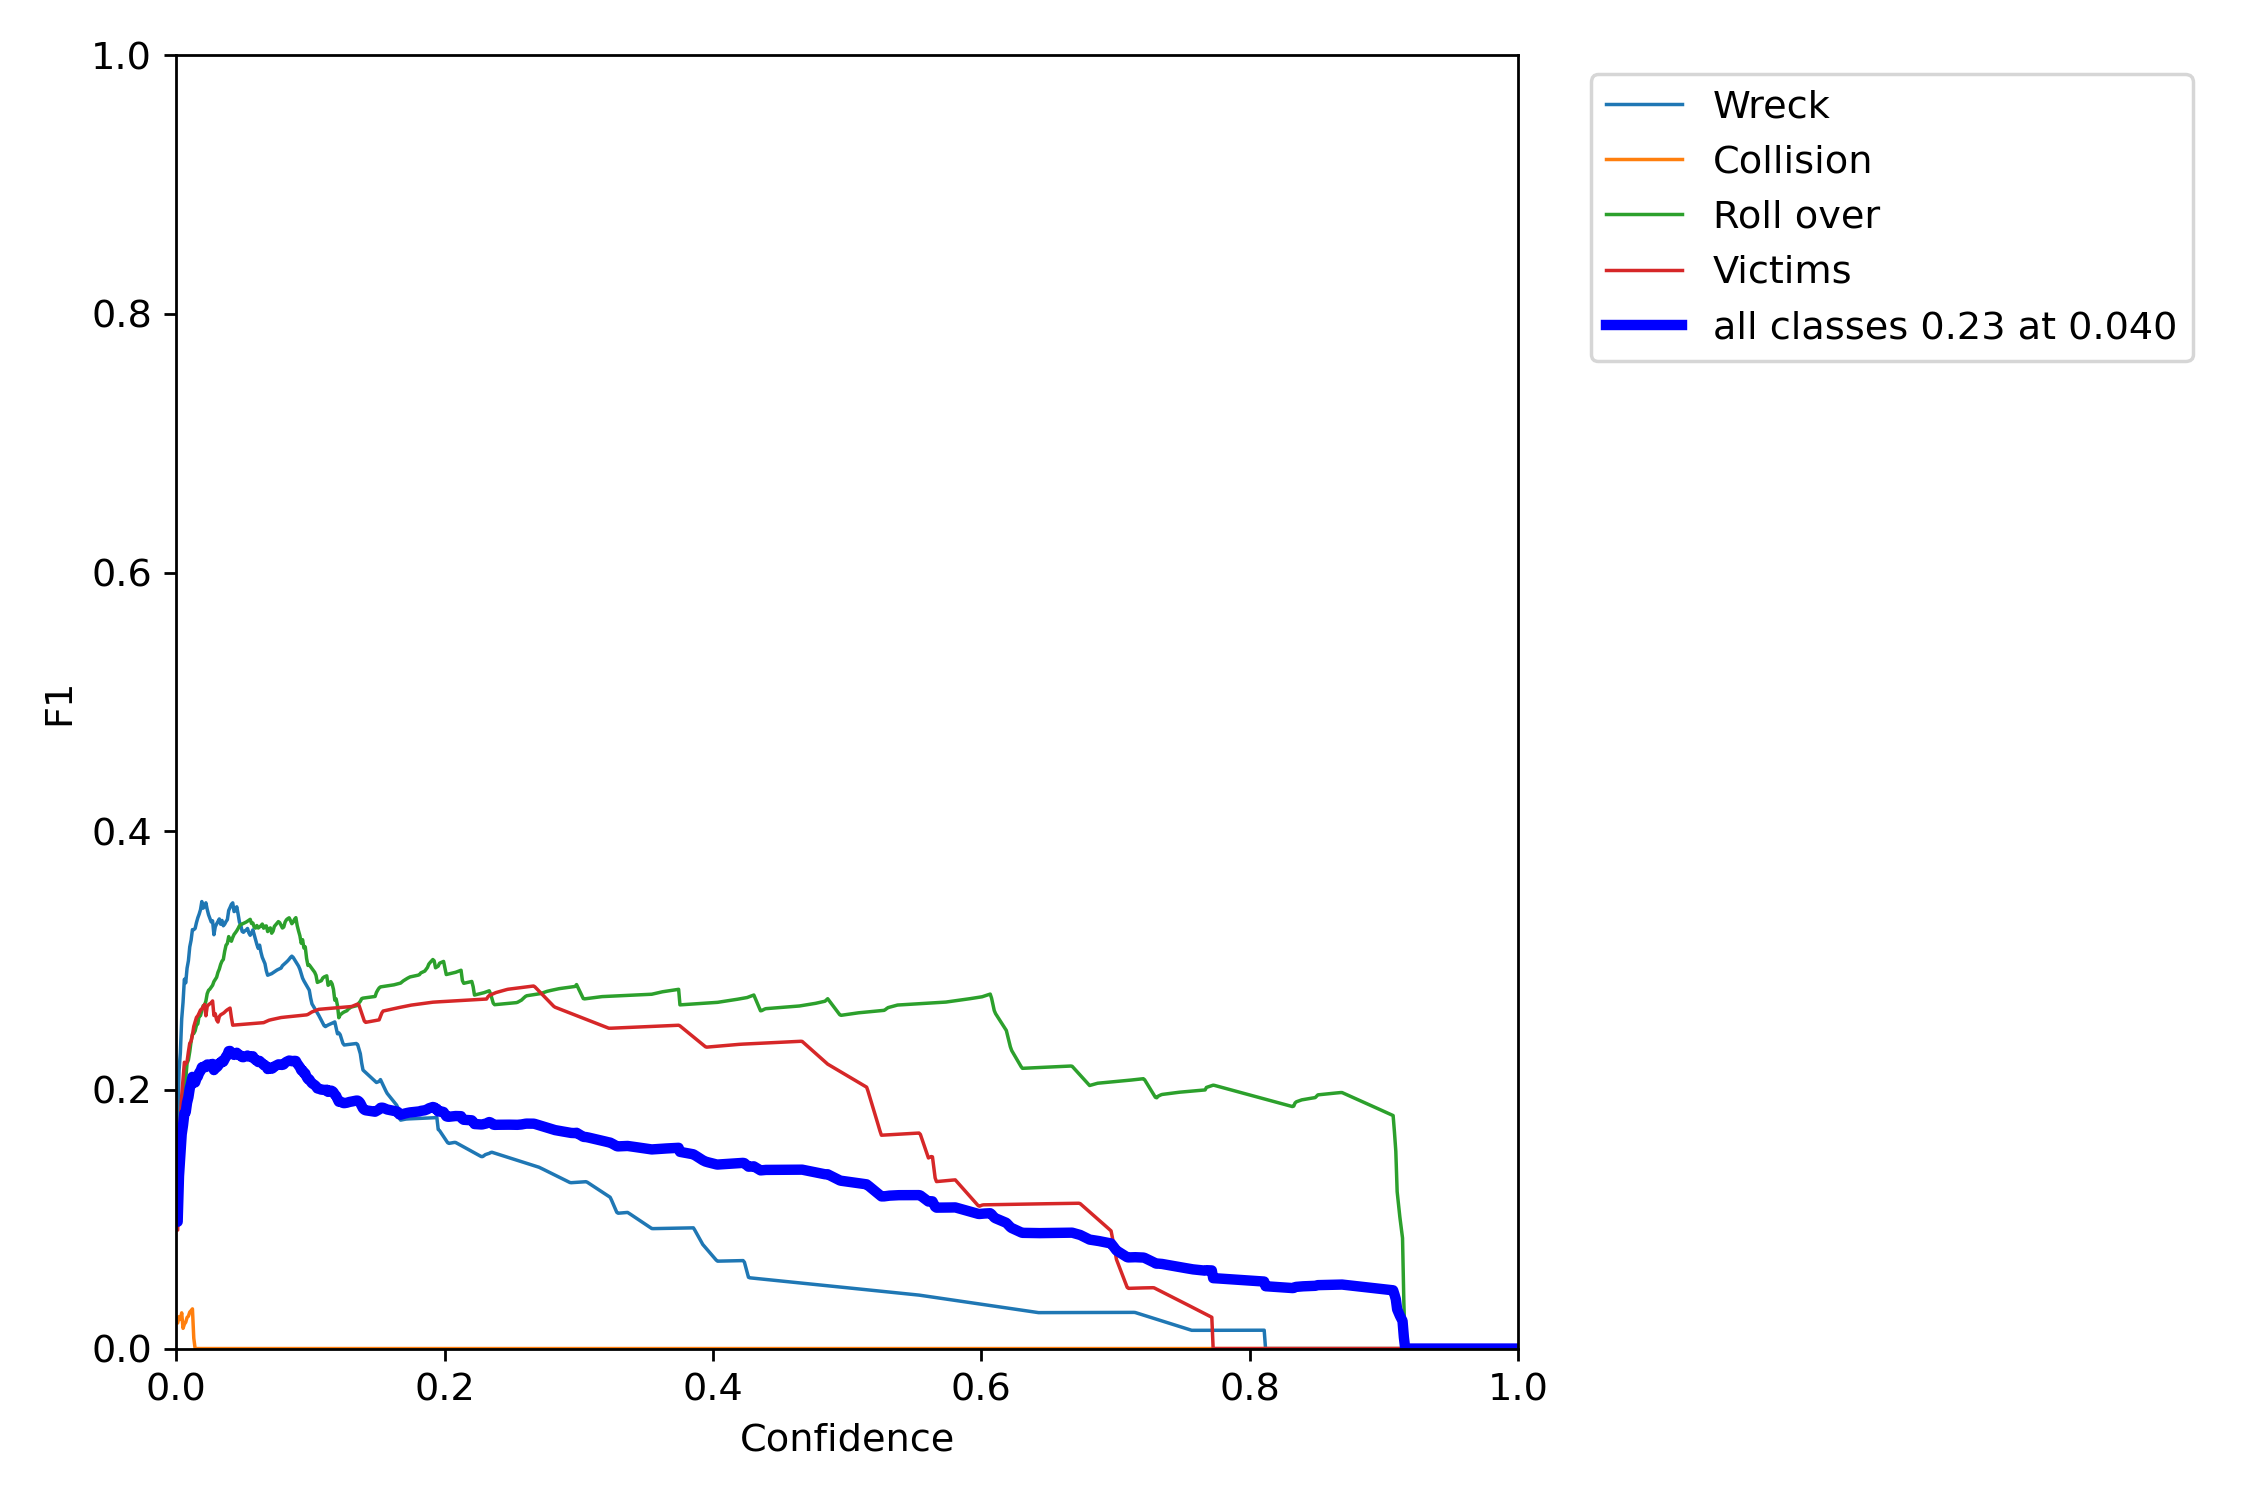 1.0
0.8
0.6
0.4
0.2
0.0
F1
0.0 0.2 0.4 0.6 0.8 1.0
Confidence
Wreck
Collision
Roll over
Victims
all classes 0.23 at 0.040